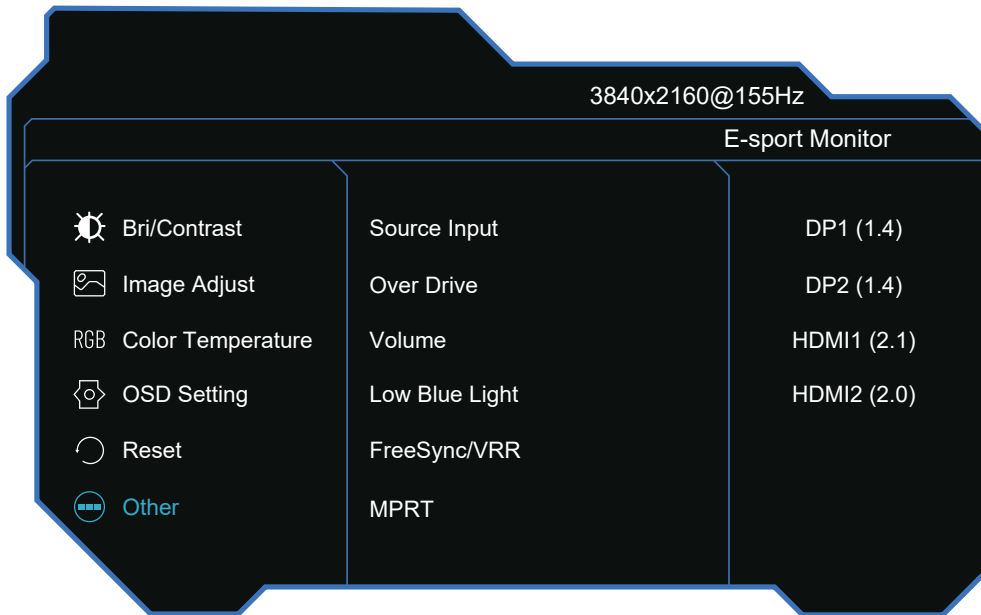 3840x2160@155Hz
E-sport Monitor
Bri/Contrast
Image Adjust
RGB Color Temperature
OSD Setting
Reset
Other
Source Input
Over Drive
Volume
Low Blue Light
FreeSync/VRR
MPRT
DP1 (1.4)
DP2 (1.4)
HDMI1 (2.1)
HDMI2 (2.0)